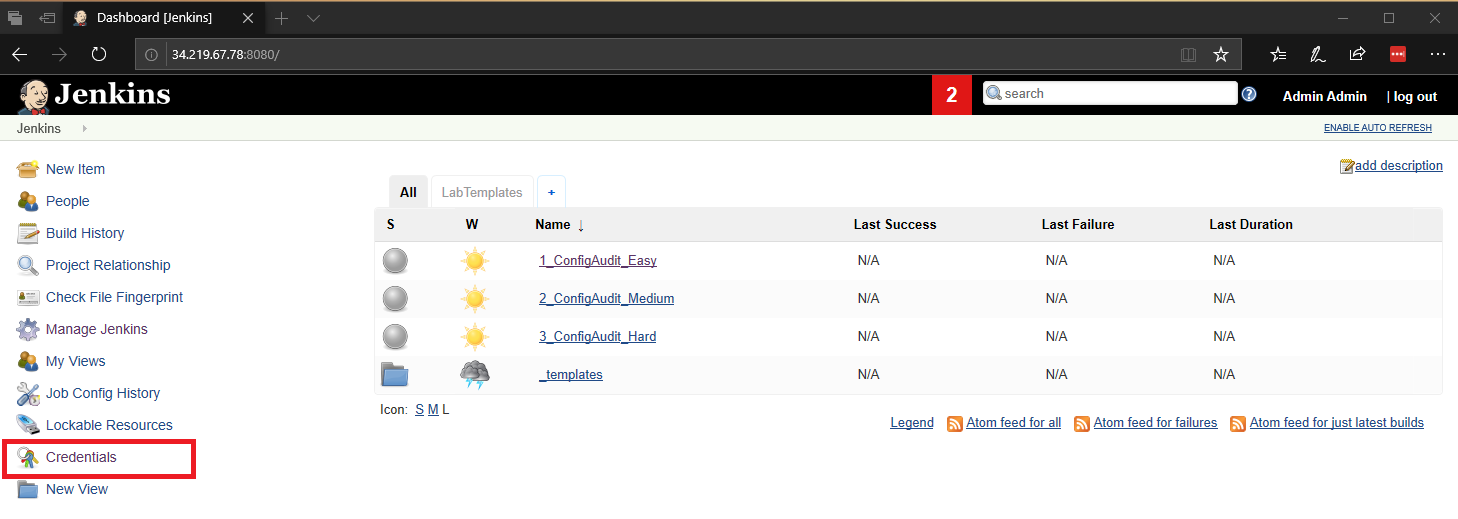 Dashboard [Jenkins]
34.219.67.78:8080/
Jenkins
2
search
Admin Admin
| log out
Jenkins
ENABLE AUTO REFRESH
New Item
People
Build History
Project Relationship
Check File Fingerprint
Manage Jenkins
My Views
Job Config History
Lockable Resources
Credentials
New View
add description
All LabTemplates +
S W Name ↓ Last Success Last Failure Last Duration
1_ConfigAudit_Easy N/A N/A N/A
2_ConfigAudit_Medium N/A N/A N/A
3_ConfigAudit_Hard N/A N/A N/A
_templates N/A N/A N/A
Icon: S M L
Legend Atom feed for all Atom feed for failures Atom feed for just latest builds